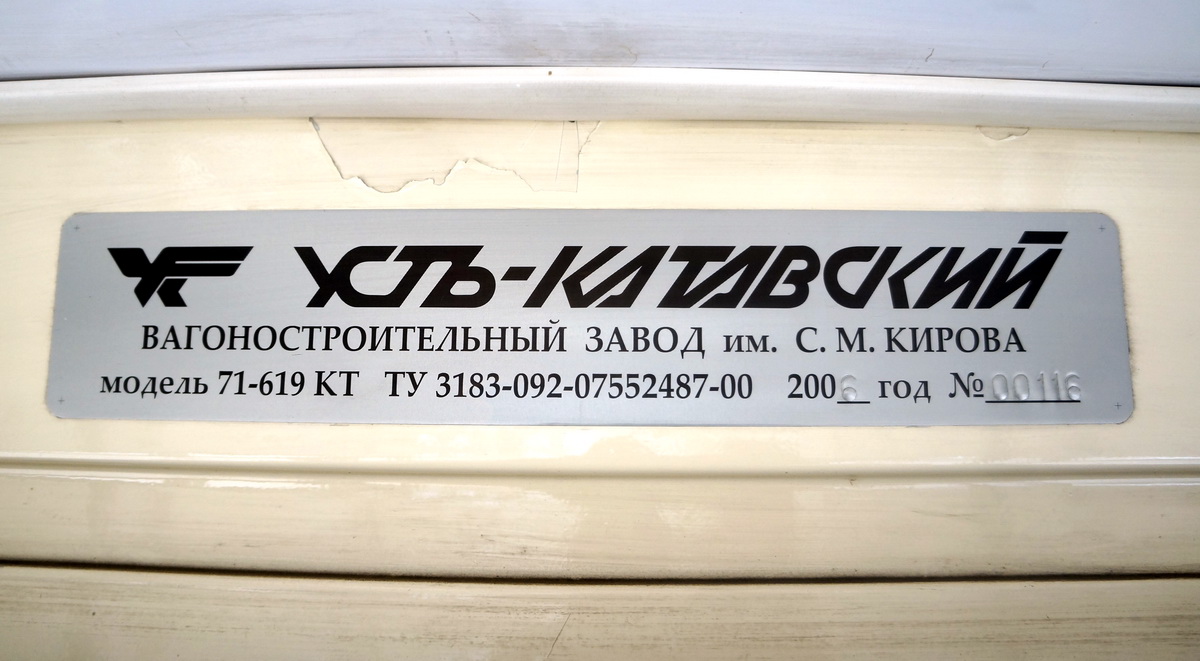 УСТЬ-КАТАВСКИЙ
ВАГОНОСТРОИТЕЛЬНЫЙ ЗАВОД им. С. М. КИРОВА
модель 71-619 КТ ТУ 3183-092-07552487-00 2006 год №00116